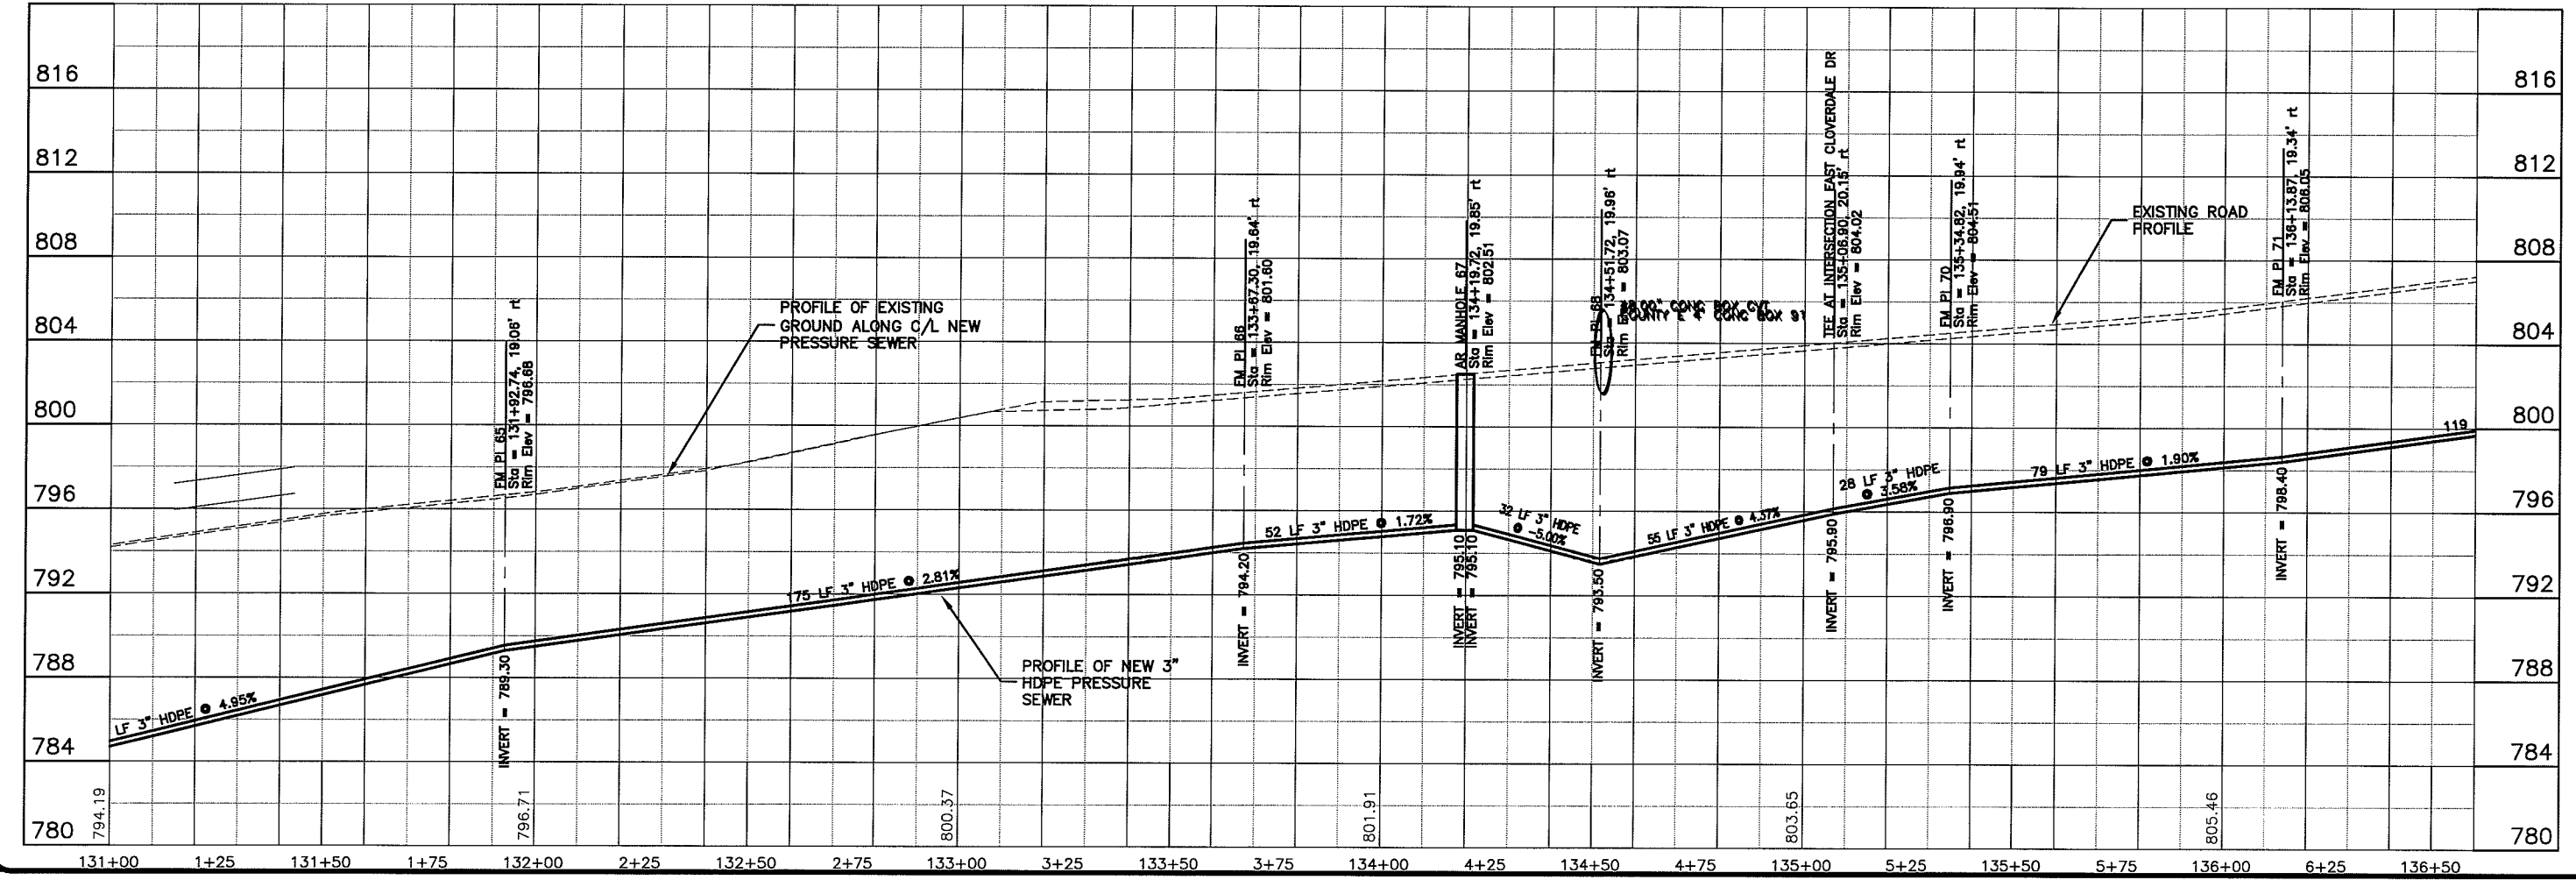 816
812
808
804
800
796
792
788
784
780
816
812
808
804
800
796
792
788
784
780
FM PI 65
Sta = 131+92.74, 19.06' rt
Rim Elev = 796.68
PROFILE OF EXISTING
GROUND ALONG C/L NEW
PRESSURE SEWER
FM PI 66
Sta = 133+67.30, 19.64' rt
Rim Elev = 801.60
AR MANHOLE 67
Sta = 134+19.72, 19.85' rt
Rim Elev = 802.51
FM PI 68
Sta = 134+51.72, 19.96' rt
Rim Elev = 803.07
TEE AT INTERSECTION EAST CLOVERDALE DR
Sta = 135+06.90, 20.15' rt
Rim Elev = 804.02
FM PI 70
Sta = 135+34.82, 19.94' rt
Rim Elev = 804.51
EXISTING ROAD
PROFILE
FM PI 71
Sta = 136+13.87, 19.34' rt
Rim Elev = 806.05
LF 3" HDPE @ 4.95%
175 LF 3" HDPE @ 2.81%
52 LF 3" HDPE @ 1.72%
32 LF 3" HDPE
@ -5.00%
55 LF 3" HDPE @ 4.37%
28 LF 3" HDPE
@ 3.58%
79 LF 3" HDPE @ 1.90%
119
INVERT = 789.30
INVERT = 794.20
INVERT = 795.10
INVERT = 795.10
INVERT = 793.50
INVERT = 795.90
INVERT = 796.90
INVERT = 798.40
PROFILE OF NEW 3"
HDPE PRESSURE
SEWER
794.19
796.71
800.37
801.91
803.65
805.46
131+00
1+25
131+50
1+75
132+00
2+25
132+50
2+75
133+00
3+25
133+50
3+75
134+00
4+25
134+50
4+75
135+00
5+25
135+50
5+75
136+00
6+25
136+50